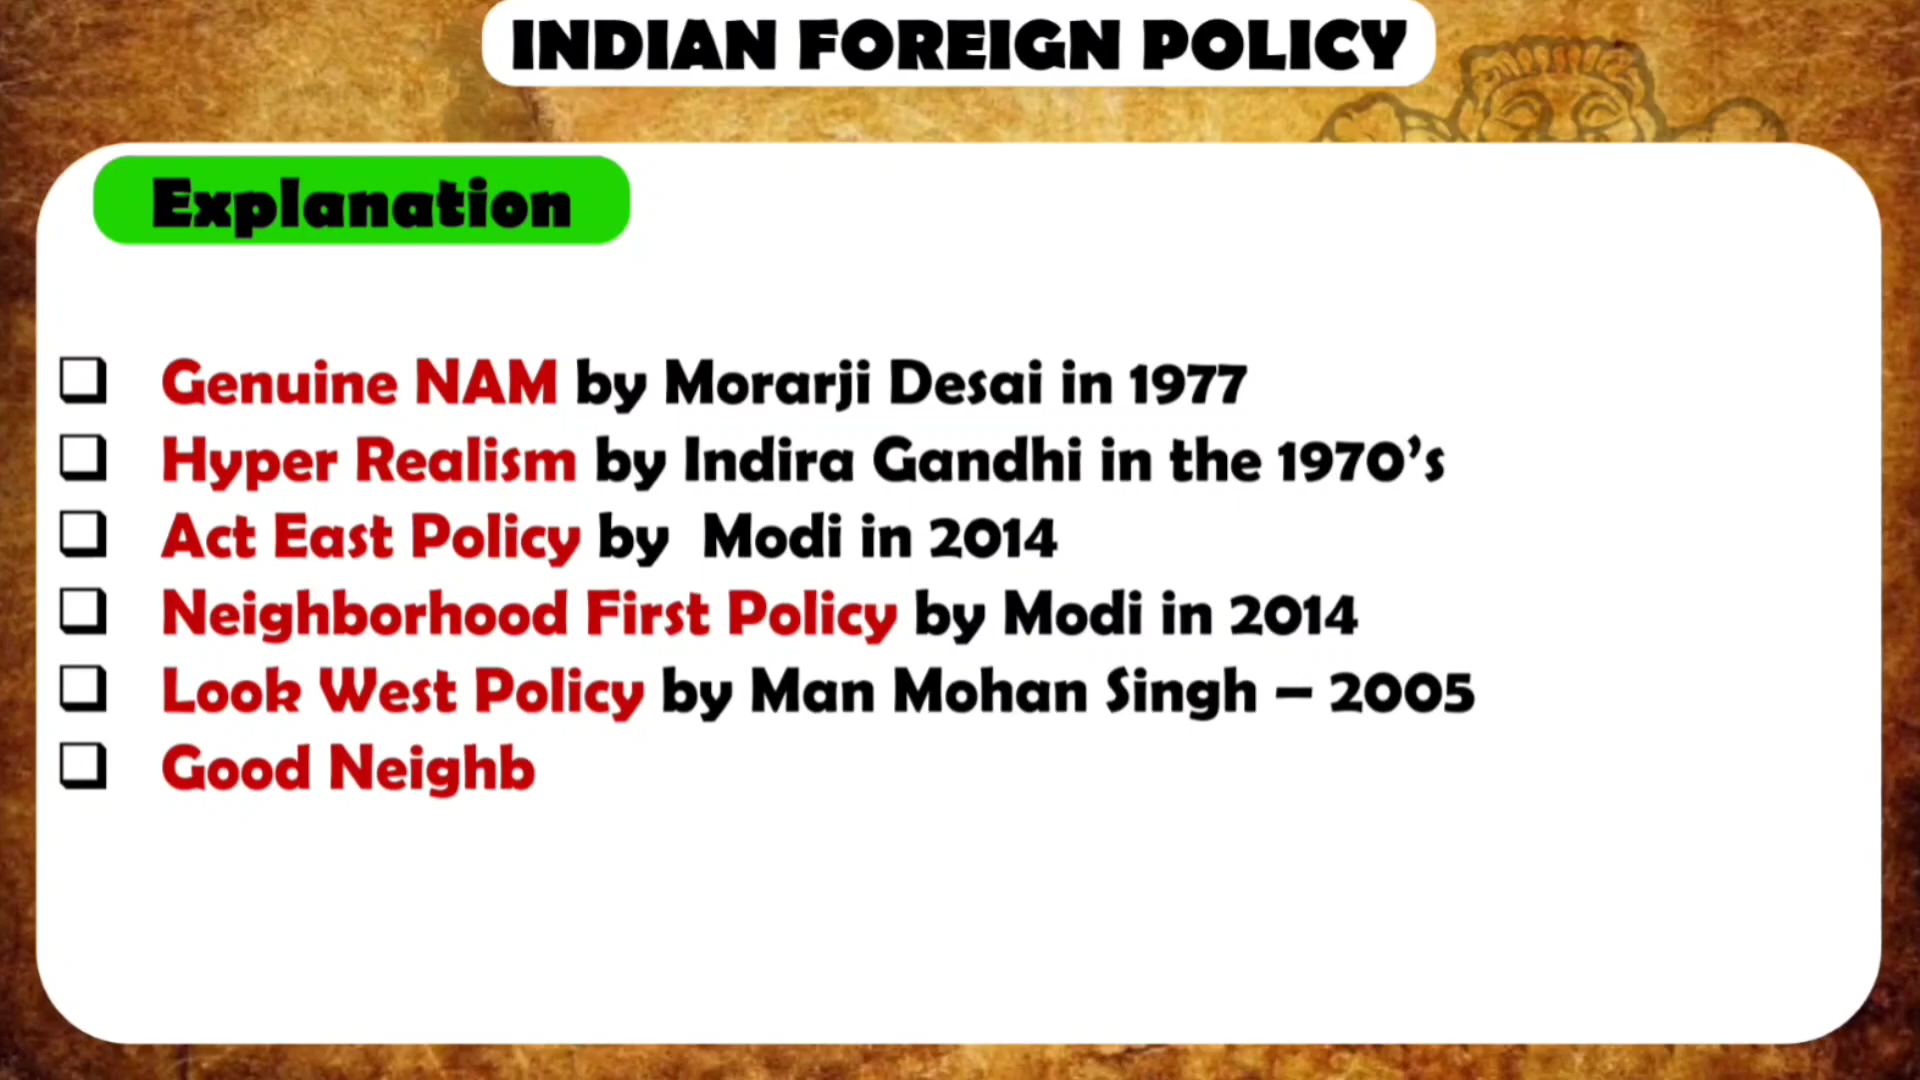 INDIAN FOREIGN POLICY
Explanation
Genuine NAM by Morarji Desai in 1977
Hyper Realism by Indira Gandhi in the 1970's
Act East Policy by Modi in 2014
Neighborhood First Policy by Modi in 2014
Look West Policy by Man Mohan Singh – 2005
Good Neighb